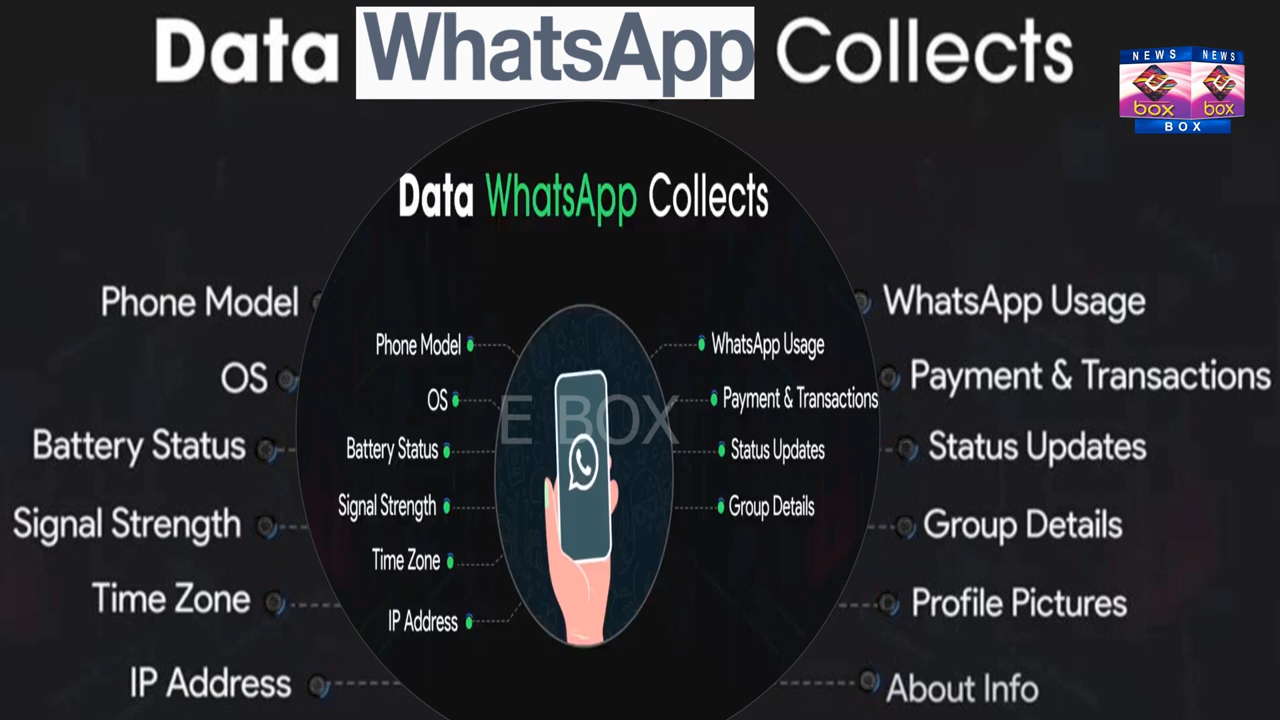 Data WhatsApp Collects
NEWS NEWS
box box
BOX
Data WhatsApp Collects
Phone Model
OS
Battery Status
Signal Strength
Time Zone
IP Address
Phone Model
OS
Battery Status
Signal Strength
Time Zone
IP Address
E BOX
WhatsApp Usage
Payment & Transactions
Status Updates
Group Details
WhatsApp Usage
Payment & Transactions
Status Updates
Group Details
Profile Pictures
About Info